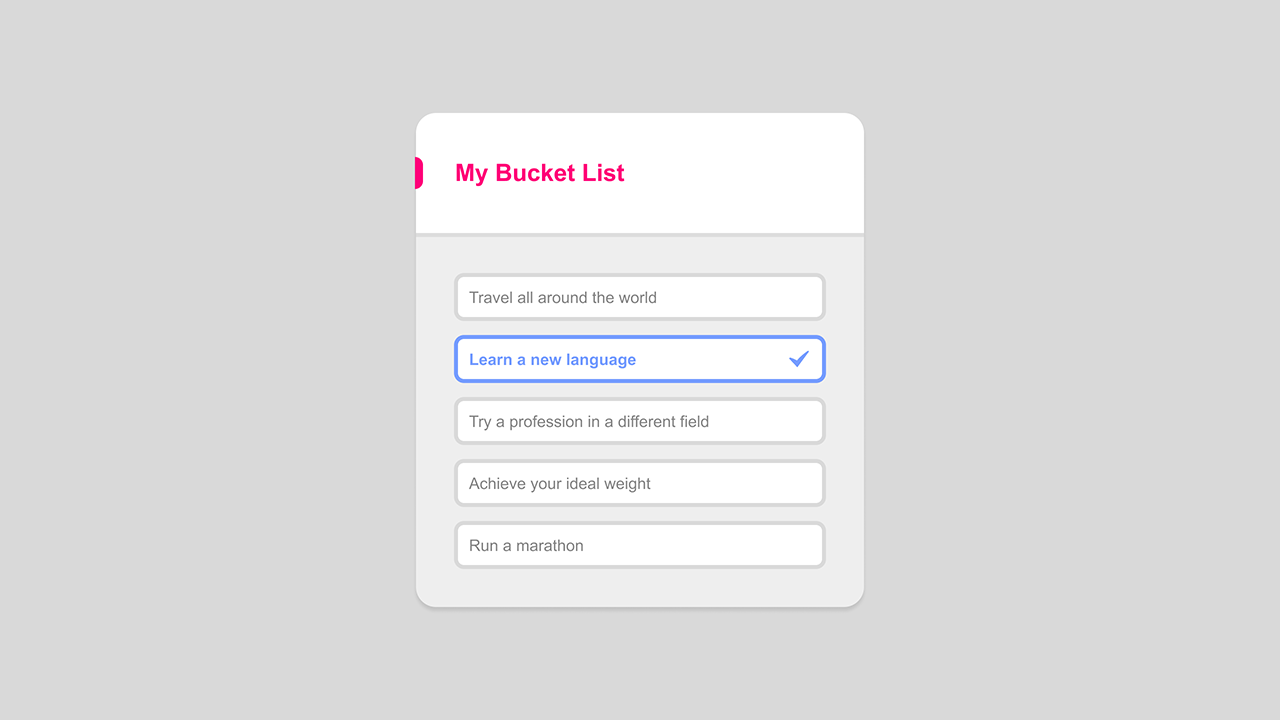 My Bucket List
Travel all around the world
Learn a new language
Try a profession in a different field
Achieve your ideal weight
Run a marathon